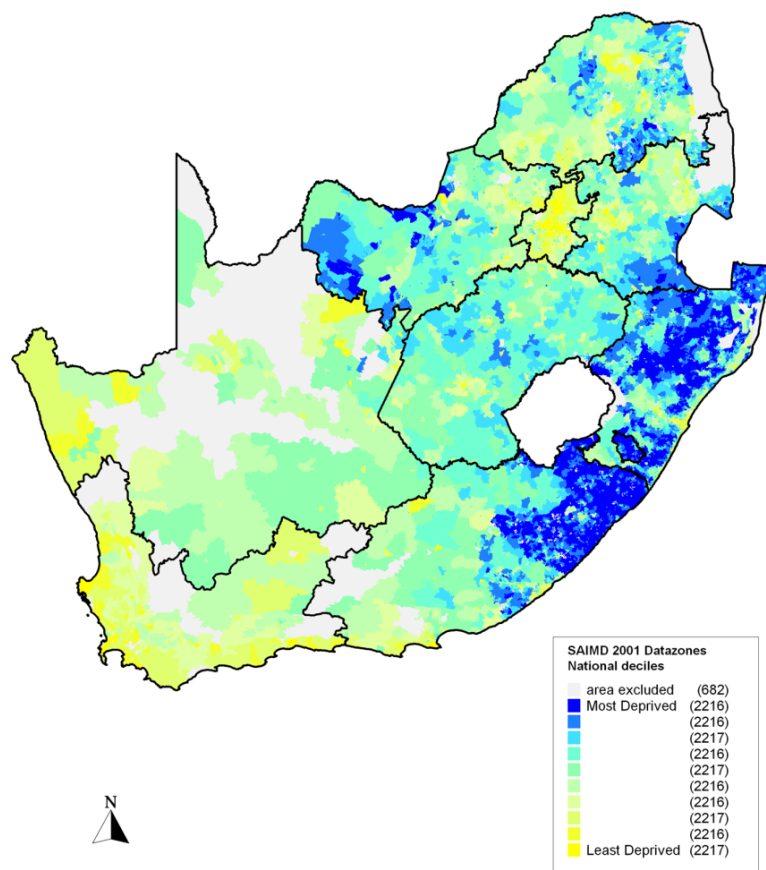 SAIMD 2001 Datazones
National deciles
area excluded (682)
Most Deprived (2216)
(2216)
(2217)
(2216)
(2217)
(2216)
(2216)
(2217)
(2216)
Least Deprived (2217)
N